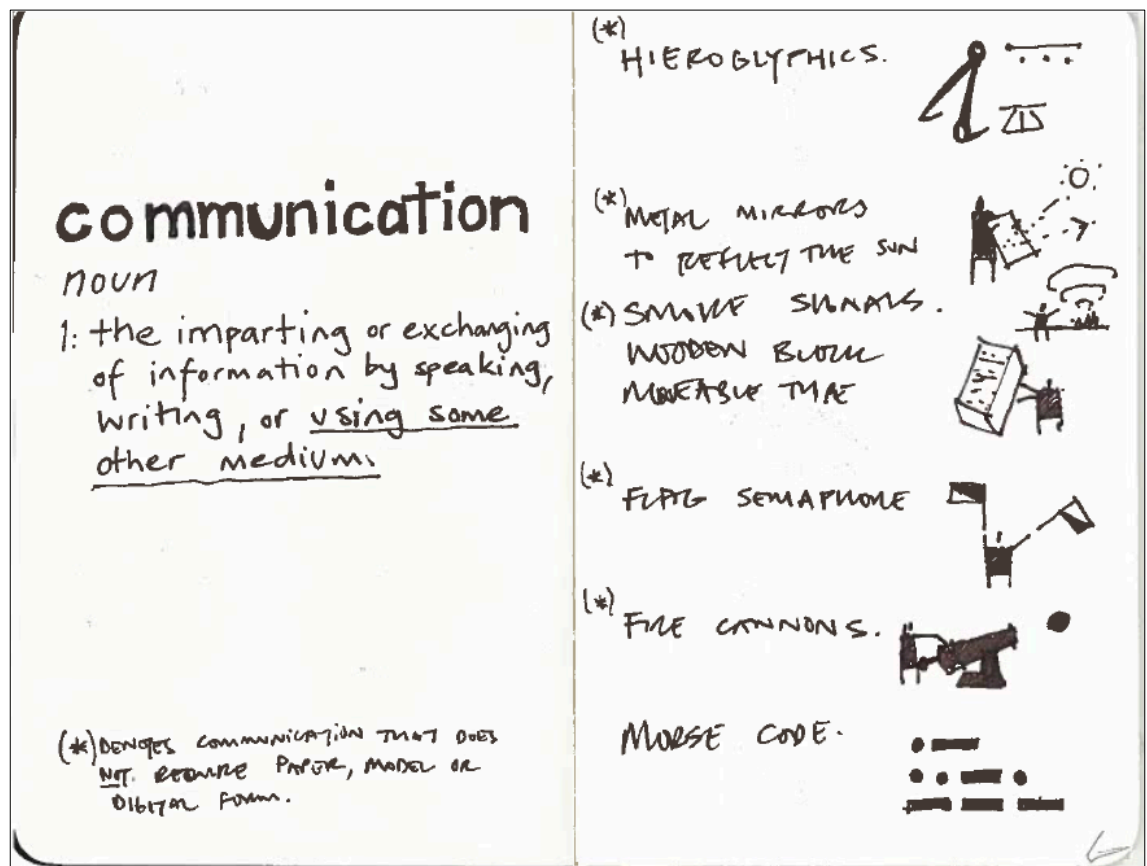 communication
noun
1: the imparting or exchanging
of information by speaking,
writing, or using some
other medium.
(*) DENOTES COMMUNICATION THAT DOES
NOT REQUIRE PAPER, MODEL OR
DIGITAL FORM.
(*) HIEROGLYPHICS.
(*) METAL MIRRORS
TO REFLECT THE SUN
(*) SMOKE SIGNALS.
WOODEN BLOCK
MOVEABLE TYPE
(*) FLAG SEMAPHORE
(*) FIRE CANNONS.
MORSE CODE.